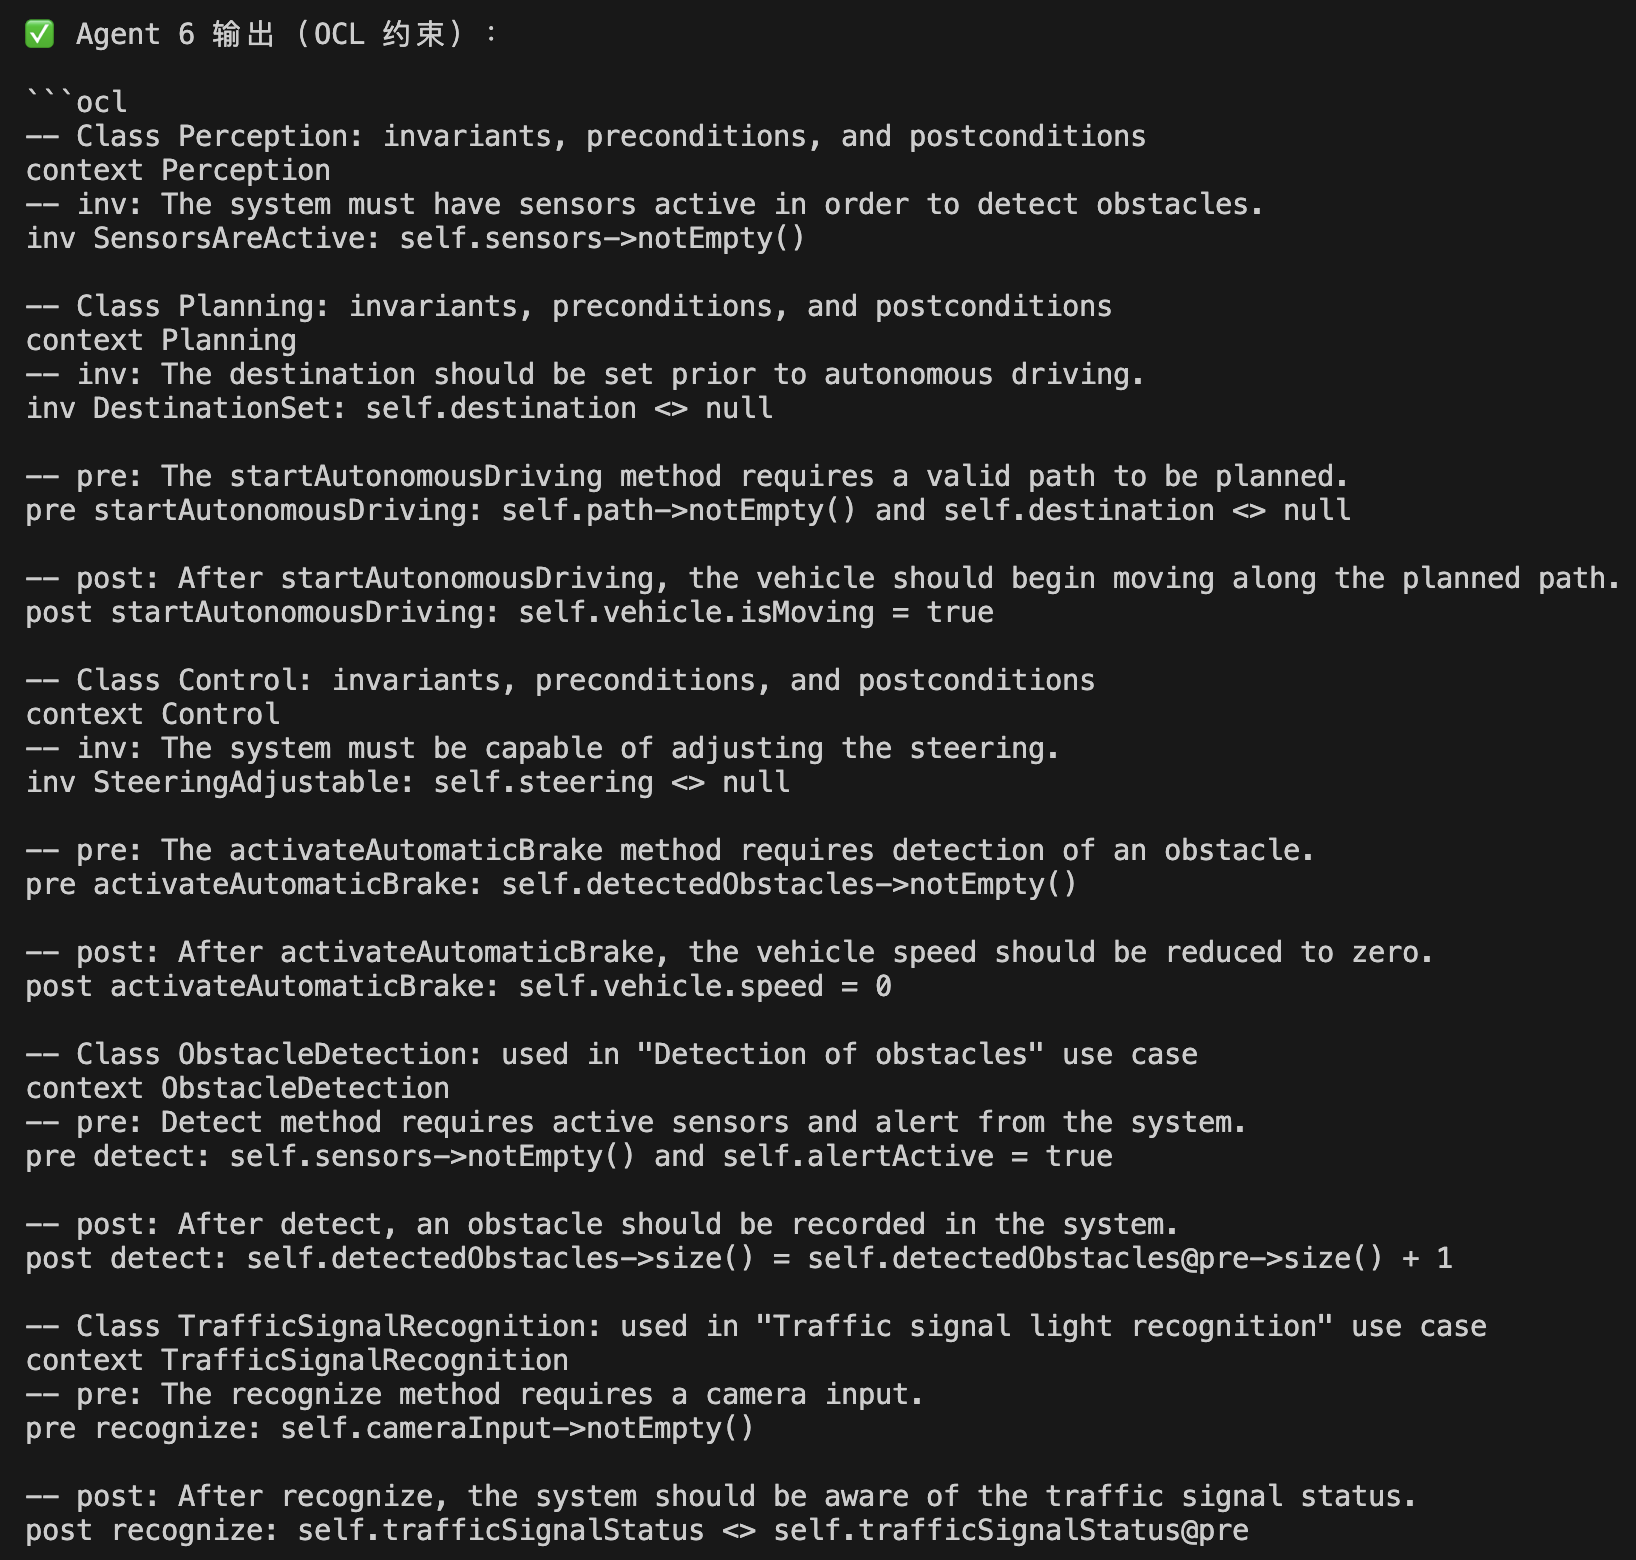 ✅ Agent 6 输出 (OCL 约束) ：
```ocl
-- Class Perception: invariants, preconditions, and postconditions
context Perception
-- inv: The system must have sensors active in order to detect obstacles.
inv SensorsAreActive: self.sensors->notEmpty()
-- Class Planning: invariants, preconditions, and postconditions
context Planning
-- inv: The destination should be set prior to autonomous driving.
inv DestinationSet: self.destination <> null
-- pre: The startAutonomousDriving method requires a valid path to be planned.
pre startAutonomousDriving: self.path->notEmpty() and self.destination <> null
-- post: After startAutonomousDriving, the vehicle should begin moving along the planned path.
post startAutonomousDriving: self.vehicle.isMoving = true
-- Class Control: invariants, preconditions, and postconditions
context Control
-- inv: The system must be capable of adjusting the steering.
inv SteeringAdjustable: self.steering <> null
-- pre: The activateAutomaticBrake method requires detection of an obstacle.
pre activateAutomaticBrake: self.detectedObstacles->notEmpty()
-- post: After activateAutomaticBrake, the vehicle speed should be reduced to zero.
post activateAutomaticBrake: self.vehicle.speed = 0
-- Class ObstacleDetection: used in "Detection of obstacles" use case
context ObstacleDetection
-- pre: Detect method requires active sensors and alert from the system.
pre detect: self.sensors->notEmpty() and self.alertActive = true
-- post: After detect, an obstacle should be recorded in the system.
post detect: self.detectedObstacles->size() = self.detectedObstacles@pre->size() + 1
-- Class TrafficSignalRecognition: used in "Traffic signal light recognition" use case
context TrafficSignalRecognition
-- pre: The recognize method requires a camera input.
pre recognize: self.cameraInput->notEmpty()
-- post: After recognize, the system should be aware of the traffic signal status.
post recognize: self.trafficSignalStatus <> self.trafficSignalStatus@pre